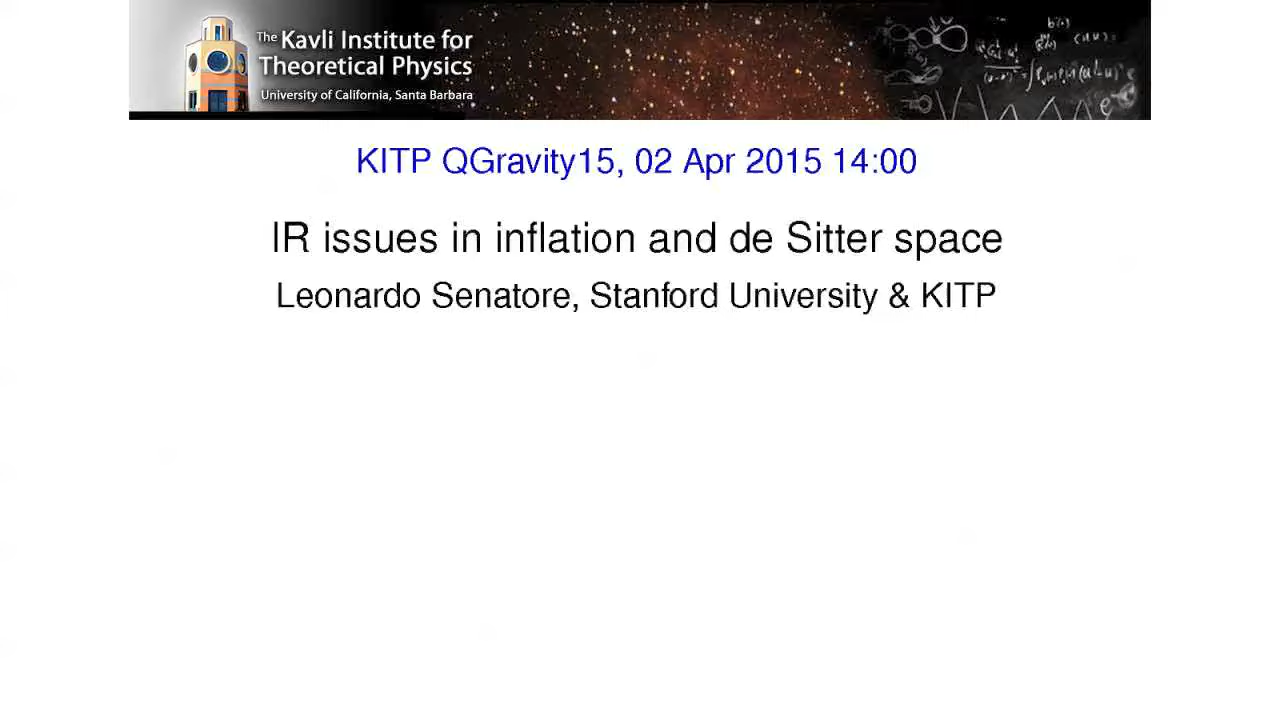 The Kavli Institute for
Theoretical Physics
University of California, Santa Barbara
KITP QGravity15, 02 Apr 2015 14:00
IR issues in inflation and de Sitter space
Leonardo Senatore, Stanford University & KITP